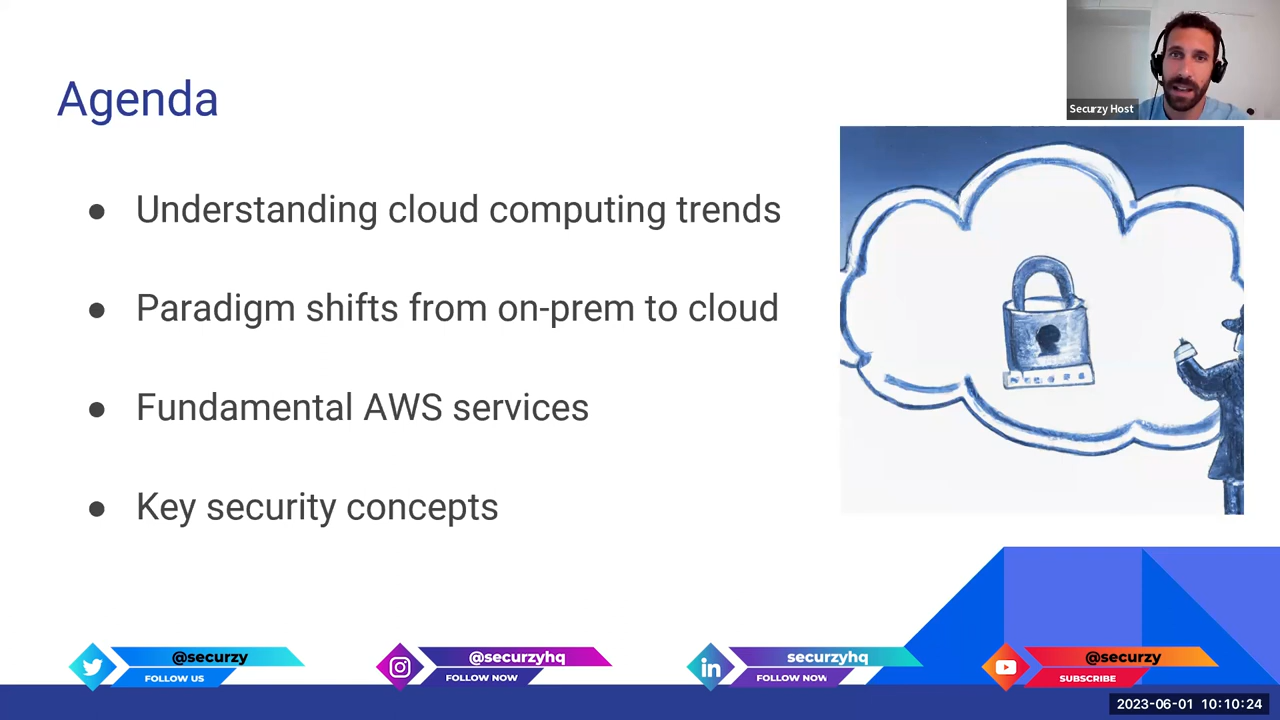 Agenda
Securzy Host
● Understanding cloud computing trends
● Paradigm shifts from on-prem to cloud
● Fundamental AWS services
● Key security concepts
@securzy
FOLLOW US
@securzyhq
FOLLOW NOW
securzyhq
FOLLOW NOW
@securzy
SUBSCRIBE
2023-06-01 10:10:24